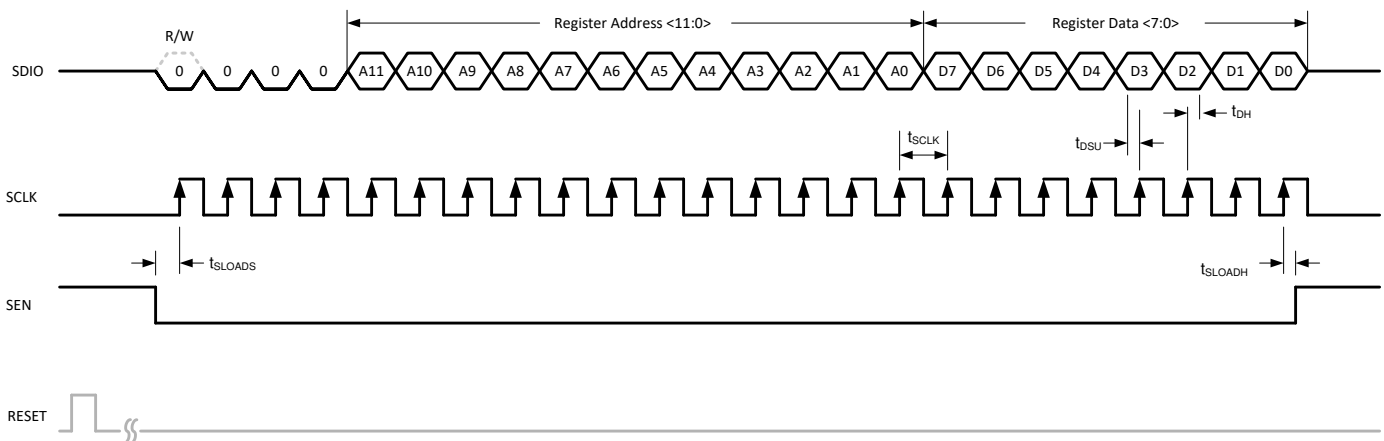 Register Address <11:0>
Register Data <7:0>
R/W
SDIO
0 0 0 0 A11 A10 A9 A8 A7 A6 A5 A4 A3 A2 A1 A0 D7 D6 D5 D4 D3 D2 D1 D0
tDH
tSCLK
tDSU
SCLK
tSLOADS
tSLOADH
SEN
RESET